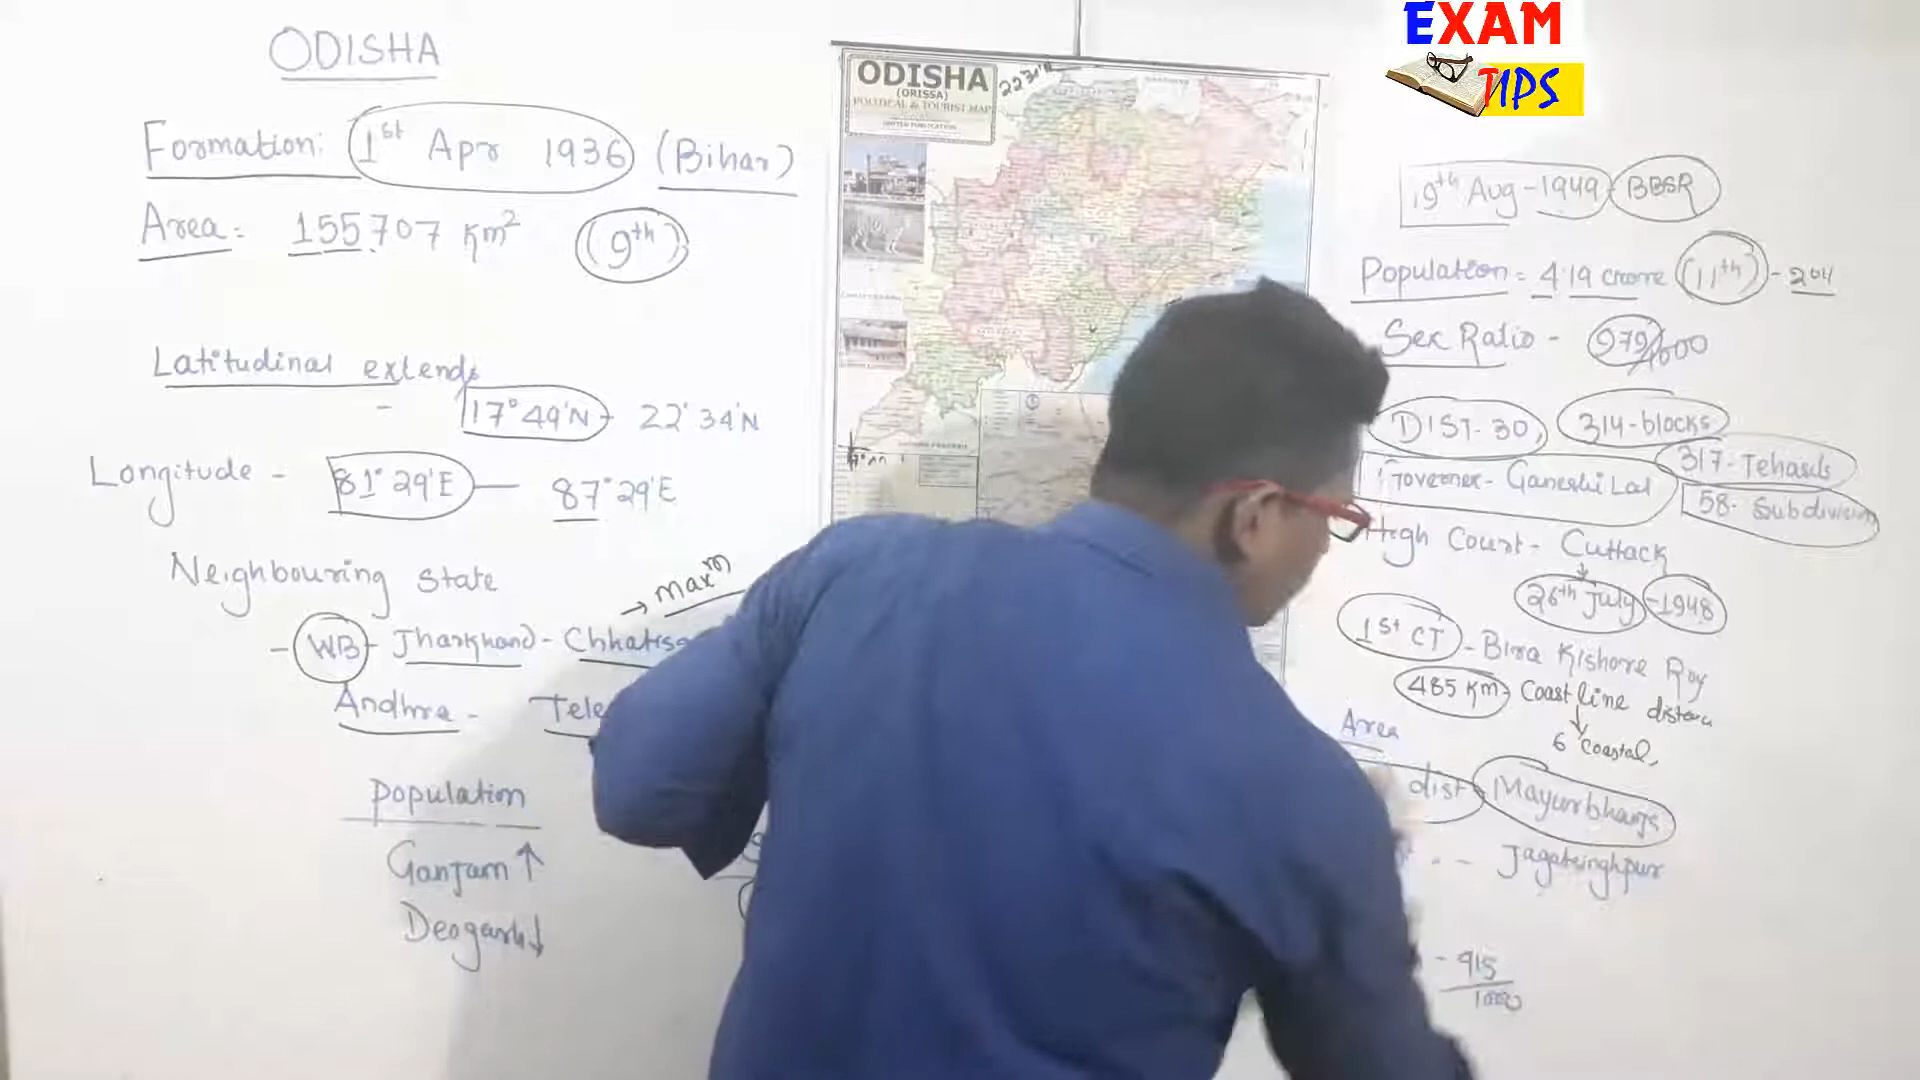 ODISHA
Formation: 1st Apr 1936 (Bihar)
Area = 155707 Km² (9th)
Latitudinal extends
- 17°49'N - 22°34'N
Longitude - 81°29'E — 87°29'E
Neighbouring State
→ maxm
- WB - Jharkhand - Chhatisg
Andhra - Tele
Population
Ganjam ↑
Deogarh ↓
ODISHA
(ORISSA)
POLITICAL & TOURIST MAP
EXAM
TIPS
19th Aug - 1949 - BBSR
Population = 4.19 crore (11th) - 2011
Sex Ratio - 979/1000
DIST - 30, 314 - blocks
317 - Tehasils
Governer - Ganeshi Lal
58 - Subdivision
High Court - Cuttack
↓
26th July - 1948
1st CJ - Bira Kishore Roy
485 Km - Coast line distance
↓
6 coastal,
Area
dist - Mayurbhanj
- - Jagatsinghpur
- 915
1000